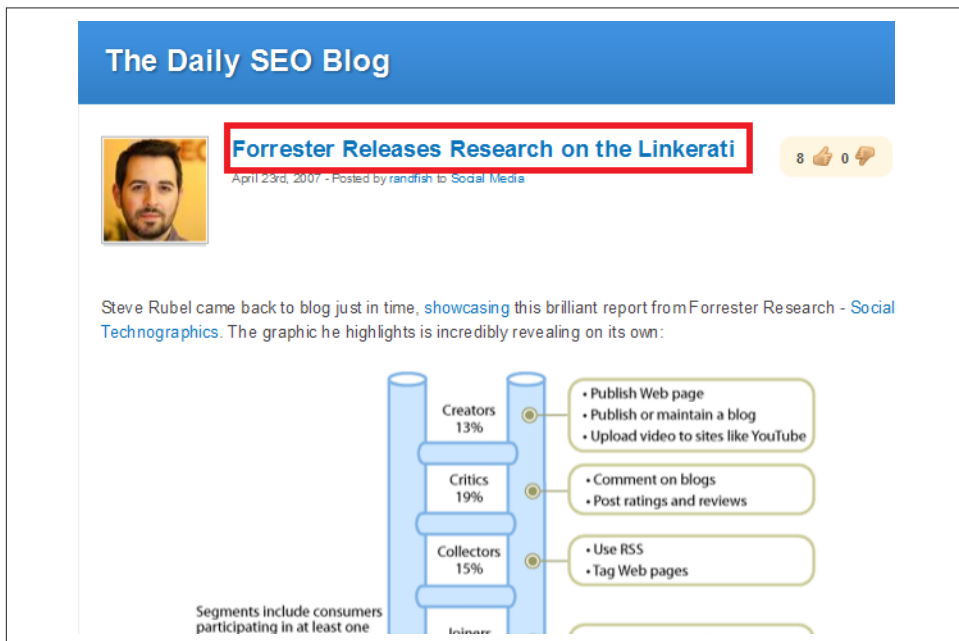 The Daily SEO Blog
Forrester Releases Research on the Linkerati
8 0
April 23rd, 2007 - Posted by randfish to Social Media
Steve Rubel came back to blog just in time, showcasing this brilliant report from Forrester Research - Social
Technographics. The graphic he highlights is incredibly revealing on its own:
Creators
13%
• Publish Web page
• Publish or maintain a blog
• Upload video to sites like YouTube
Critics
19%
• Comment on blogs
• Post ratings and reviews
Collectors
15%
• Use RSS
• Tag Web pages
Segments include consumers
participating in at least one
Joiners